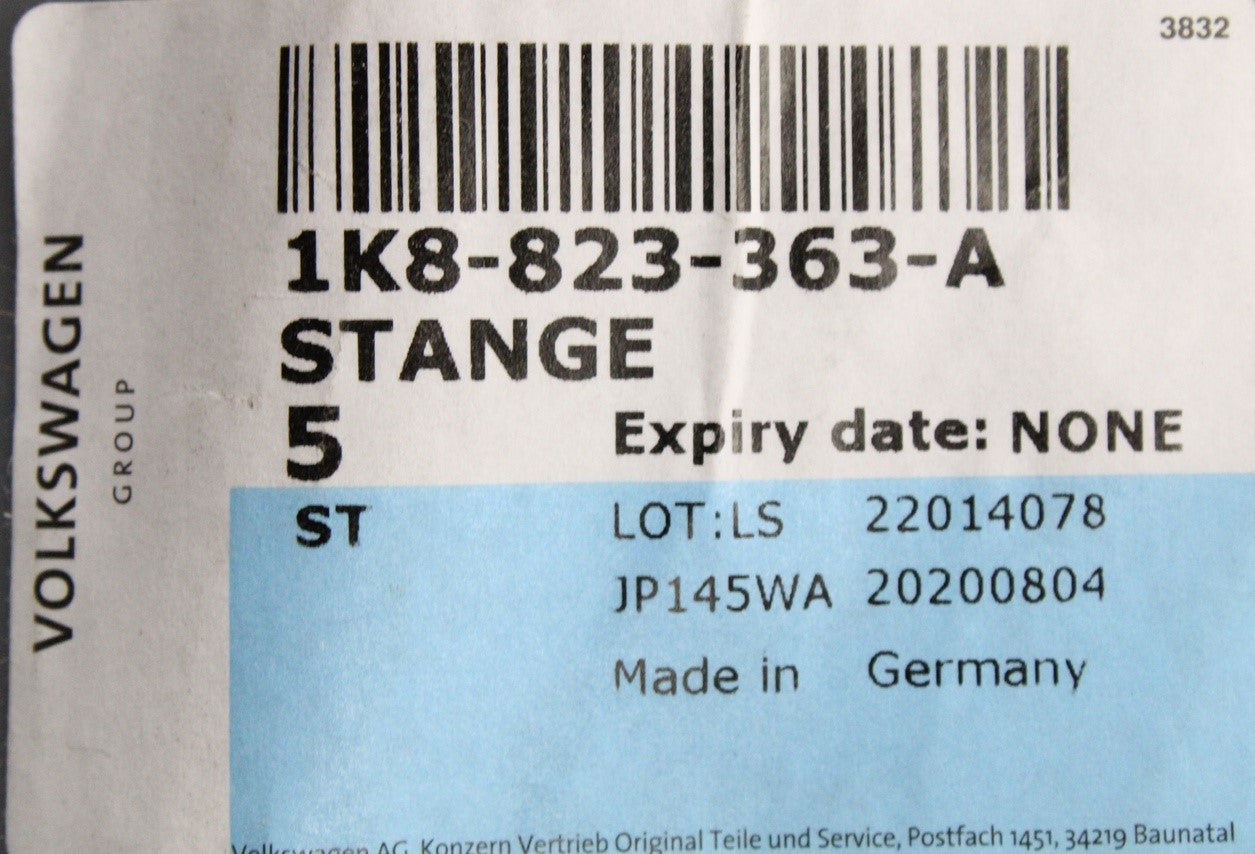 3832
1K8-823-363-A
STANGE
5 Expiry date: NONE
ST LOT:LS 22014078
JP145WA 20200804
Made in Germany
VOLKSWAGEN
GROUP
Volkswagen AG, Konzern Vertrieb Original Teile und Service, Postfach 1451, 34219 Baunatal